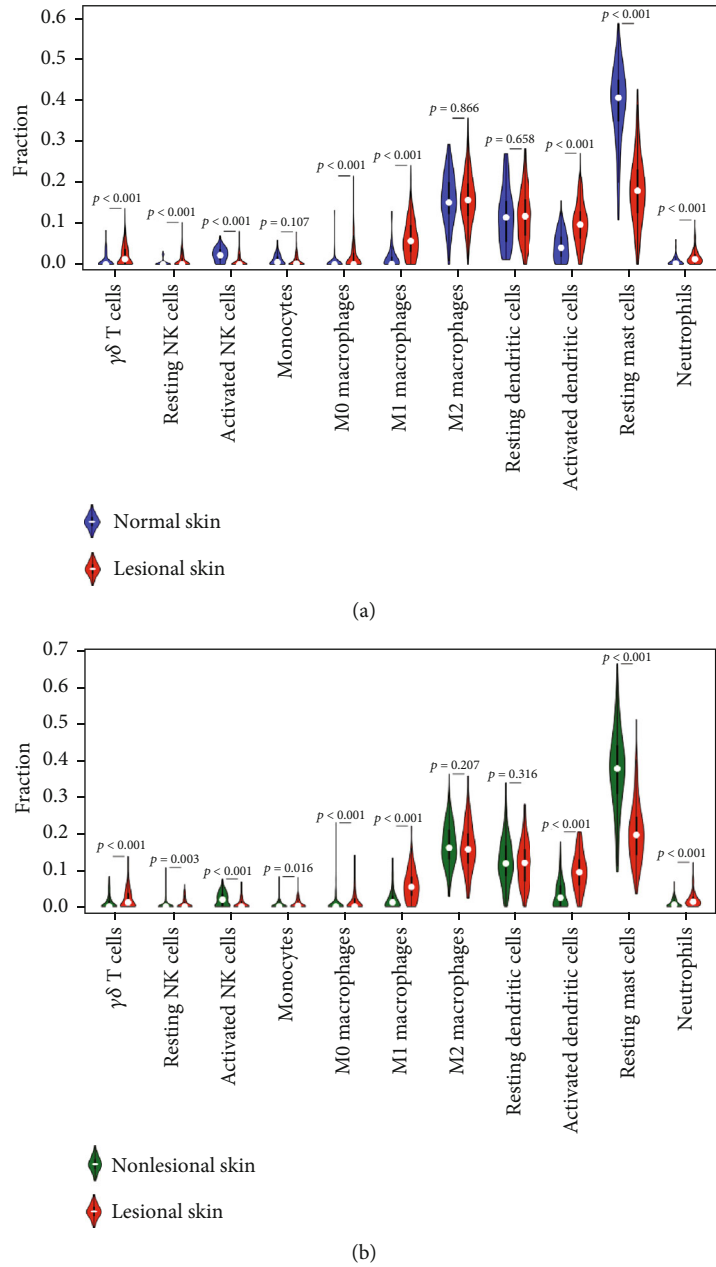 0.6
0.5
0.4
0.3
0.2
0.1
0.0
Fraction
p < 0.001
p < 0.001
p < 0.001
p = 0.107
p < 0.001
p < 0.001
p = 0.866
p = 0.658
p < 0.001
p < 0.001
p < 0.001
γδ T cells
Resting NK cells
Activated NK cells
Monocytes
M0 macrophages
M1 macrophages
M2 macrophages
Resting dendritic cells
Activated dendritic cells
Resting mast cells
Neutrophils
Normal skin
Lesional skin
(a)
0.7
0.6
0.5
0.4
0.3
0.2
0.1
0.0
Fraction
p < 0.001
p = 0.003
p < 0.001
p = 0.016
p < 0.001
p < 0.001
p = 0.207
p = 0.316
p < 0.001
p < 0.001
p < 0.001
γδ T cells
Resting NK cells
Activated NK cells
Monocytes
M0 macrophages
M1 macrophages
M2 macrophages
Resting dendritic cells
Activated dendritic cells
Resting mast cells
Neutrophils
Nonlesional skin
Lesional skin
(b)